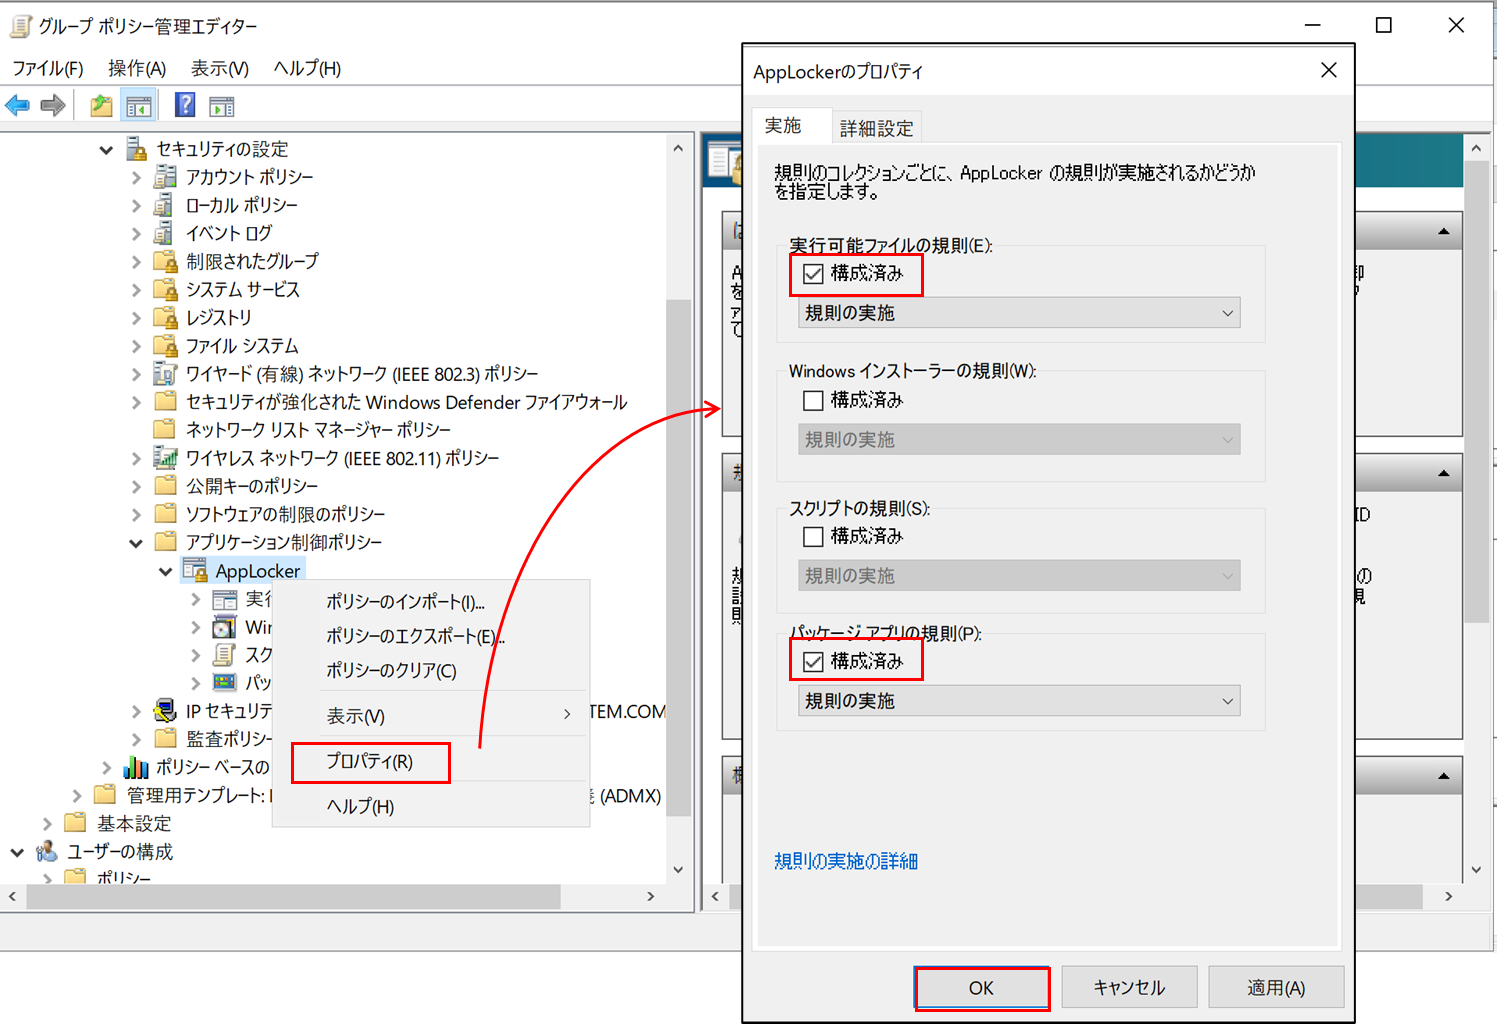 グループ ポリシー管理エディター
ファイル(F) 操作(A) 表示(V) ヘルプ(H)
セキュリティの設定
アカウント ポリシー
ローカル ポリシー
イベント ログ
制限されたグループ
システム サービス
レジストリ
ファイル システム
ワイヤード (有線) ネットワーク (IEEE 802.3) ポリシー
セキュリティが強化された Windows Defender ファイアウォール
ネットワーク リスト マネージャー ポリシー
ワイヤレス ネットワーク (IEEE 802.11) ポリシー
公開キーのポリシー
ソフトウェアの制限のポリシー
アプリケーション制御ポリシー
AppLocker
実行
Win
スク
パッ
IP セキュリテ
TEM.COM
監査ポリシー
ポリシー ベースの
管理用テンプレート:
(ADMX)
基本設定
ユーザーの構成
ポリシー
ポリシーのインポート(I)...
ポリシーのエクスポート(E)...
ポリシーのクリア(C)
表示(V)
プロパティ(R)
ヘルプ(H)
AppLockerのプロパティ
実施 詳細設定
規則のコレクションごとに、AppLocker の規則が実施されるかどうか
を指定します。
実行可能ファイルの規則(E):
構成済み
規則の実施
Windows インストーラーの規則(W):
構成済み
規則の実施
スクリプトの規則(S):
構成済み
規則の実施
パッケージ アプリの規則(P):
構成済み
規則の実施
規則の実施の詳細
OK キャンセル 適用(A)
は
ID
の